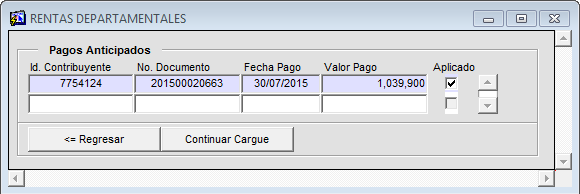 RENTAS DEPARTAMENTALES
Pagos Anticipados
Id. Contribuyente No. Documento Fecha Pago Valor Pago Aplicado
7754124 201500020663 30/07/2015 1,039,900
<= Regresar Continuar Cargue